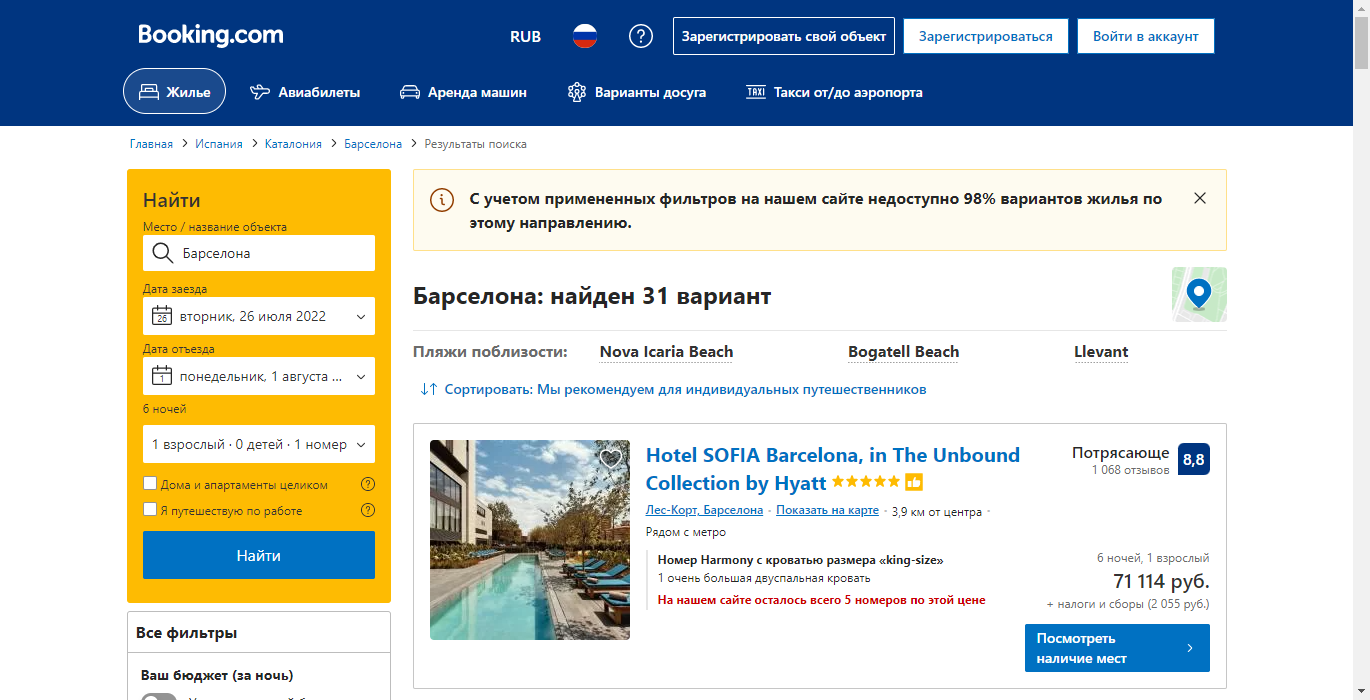 Booking.com
RUB
?
Зарегистрировать свой объект
Зарегистрироваться
Войти в аккаунт
Жилье
Авиабилеты
Аренда машин
Варианты досуга
TAXI
Такси от/до аэропорта
Главная
Испания
Каталония
Барселона
Результаты поиска
Найти
Место / название объекта
Барселона
Дата заезда
26
вторник, 26 июля 2022
Дата отъезда
1
понедельник, 1 августа ...
6 ночей
1 взрослый · 0 детей · 1 номер
Дома и апартаменты целиком
?
Я путешествую по работе
?
Найти
Все фильтры
Ваш бюджет (за ночь)
С учетом примененных фильтров на нашем сайте недоступно 98% вариантов жилья по
этому направлению.
Барселона: найден 31 вариант
Пляжи поблизости:
Nova Icaria Beach
Bogatell Beach
Llevant
Сортировать: Мы рекомендуем для индивидуальных путешественников
Hotel SOFIA Barcelona, in The Unbound
Collection by Hyatt
Потрясающе
1 068 отзывов
8,8
Лес-Корт, Барселона · Показать на карте · 3,9 км от центра ·
Рядом с метро
Номер Harmony с кроватью размера «king-size»
1 очень большая двуспальная кровать
На нашем сайте осталось всего 5 номеров по этой цене
6 ночей, 1 взрослый
71 114 руб.
+ налоги и сборы (2 055 руб.)
Посмотреть
наличие мест